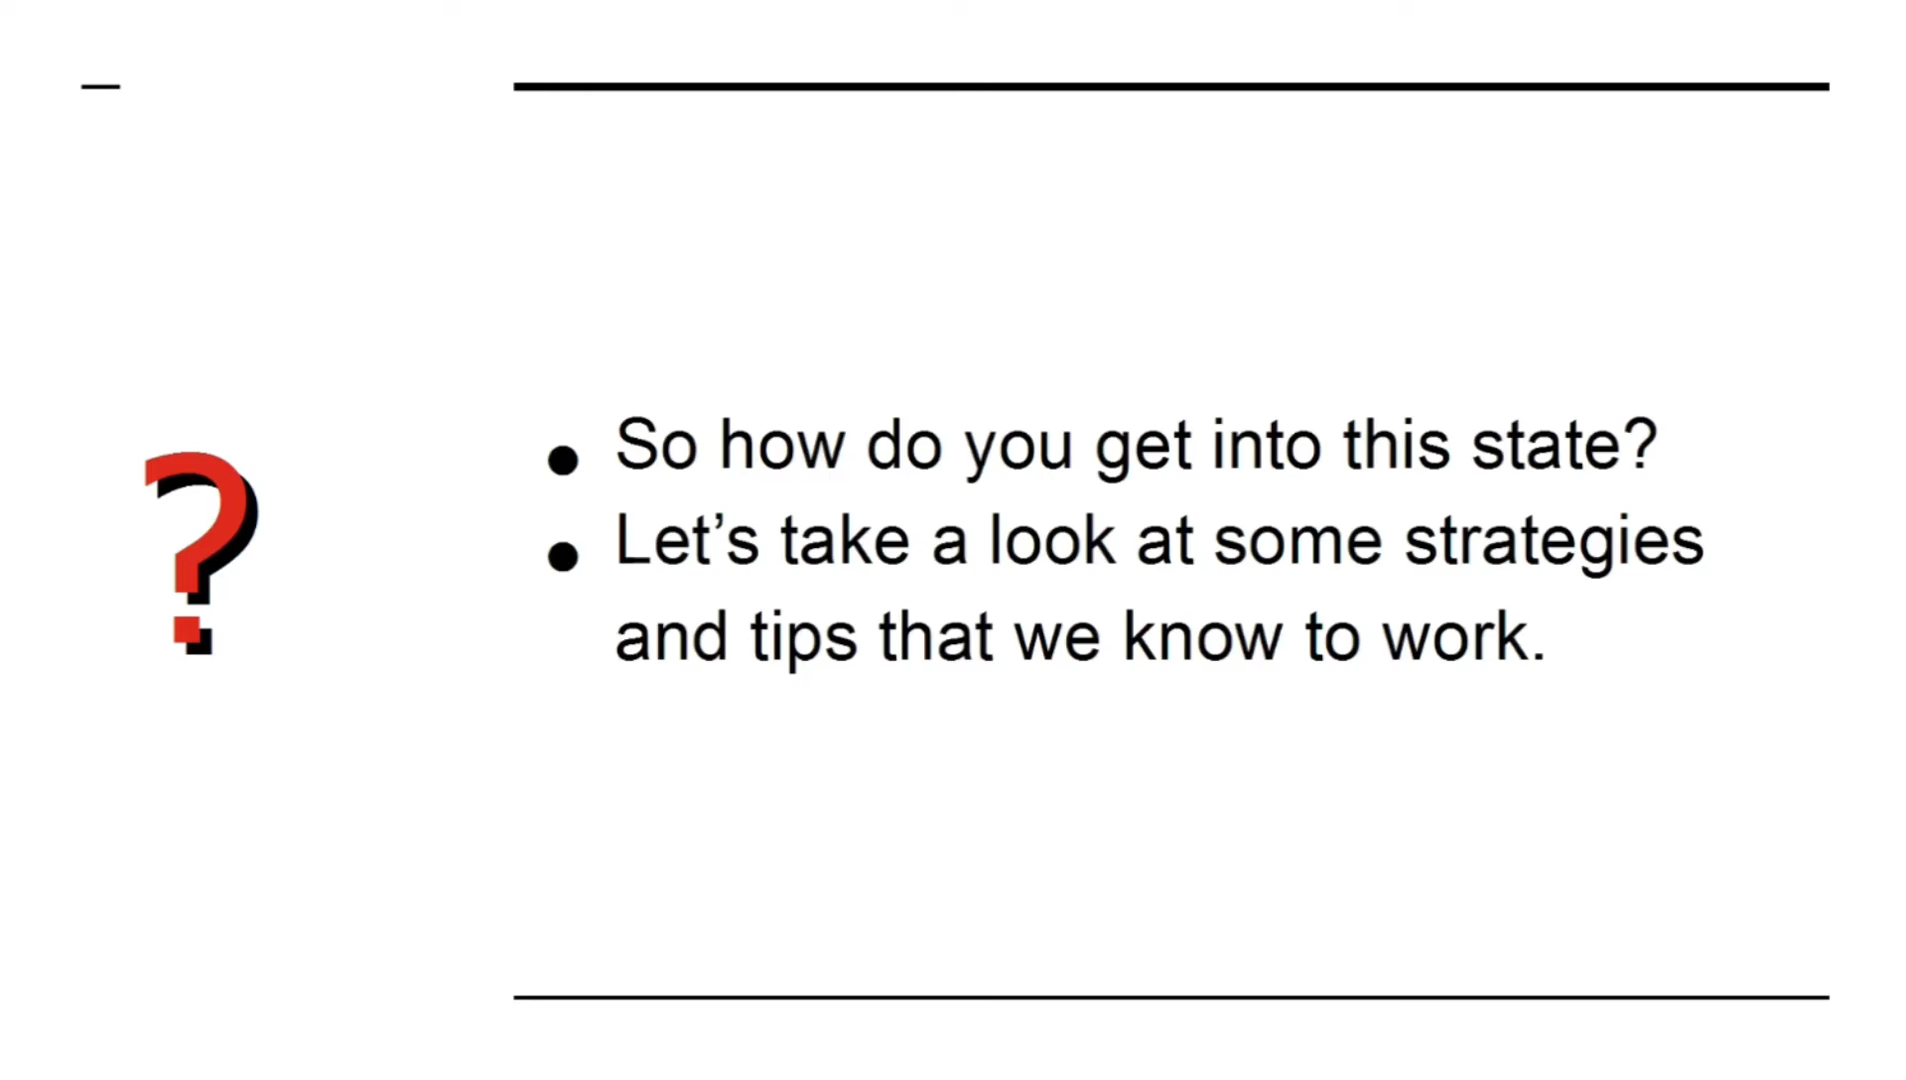 ?
• So how do you get into this state?
• Let’s take a look at some strategies
and tips that we know to work.